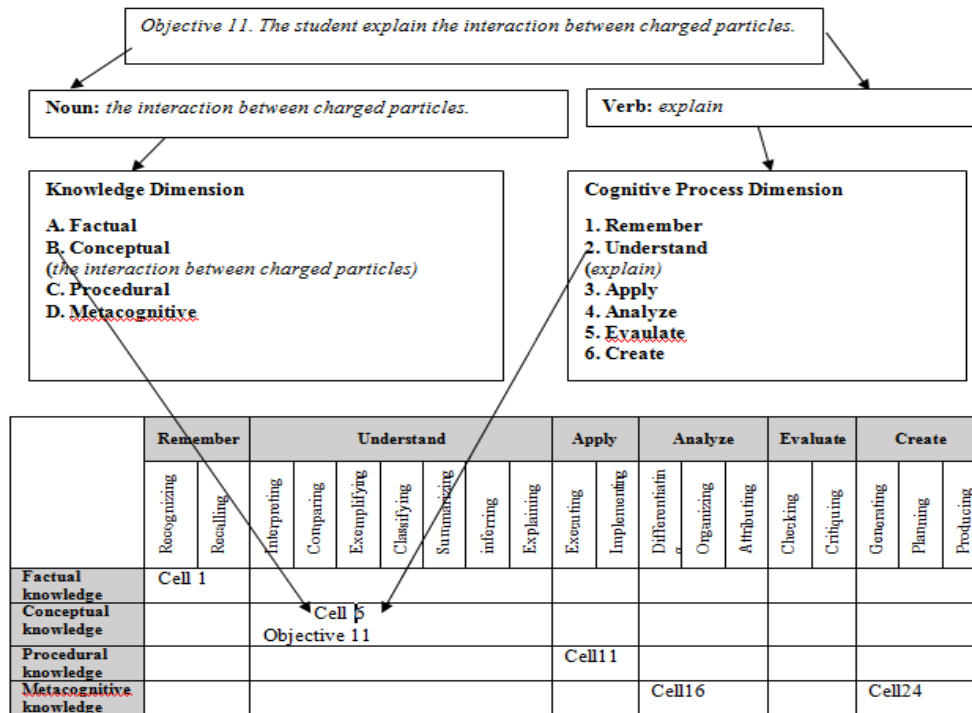 Objective 11. The student explain the interaction between charged particles.
Noun: the interaction between charged particles.
Verb: explain
Knowledge Dimension
A. Factual
B. Conceptual
(the interaction between charged particles)
C. Procedural
D. Metacognitive
Cognitive Process Dimension
1. Remember
2. Understand
(explain)
3. Apply
4. Analyze
5. Evaulate
6. Create
Remember Understand Apply Analyze Evaluate Create
Recognizing
Recalling
Interpreting
Comparing
Exemplifying
Classifying
Summarizing
inferring
Explaining
Executing
Implementing
Differentiatin
g
Organizing
Attributing
Checking
Critiquing
Generating
Planning
Producing
Factual
knowledge
Cell 1
Conceptual
knowledge
Cell 6
Objective 11
Procedural
knowledge
Cell11
Metacognitive
knowledge
Cell16
Cell24